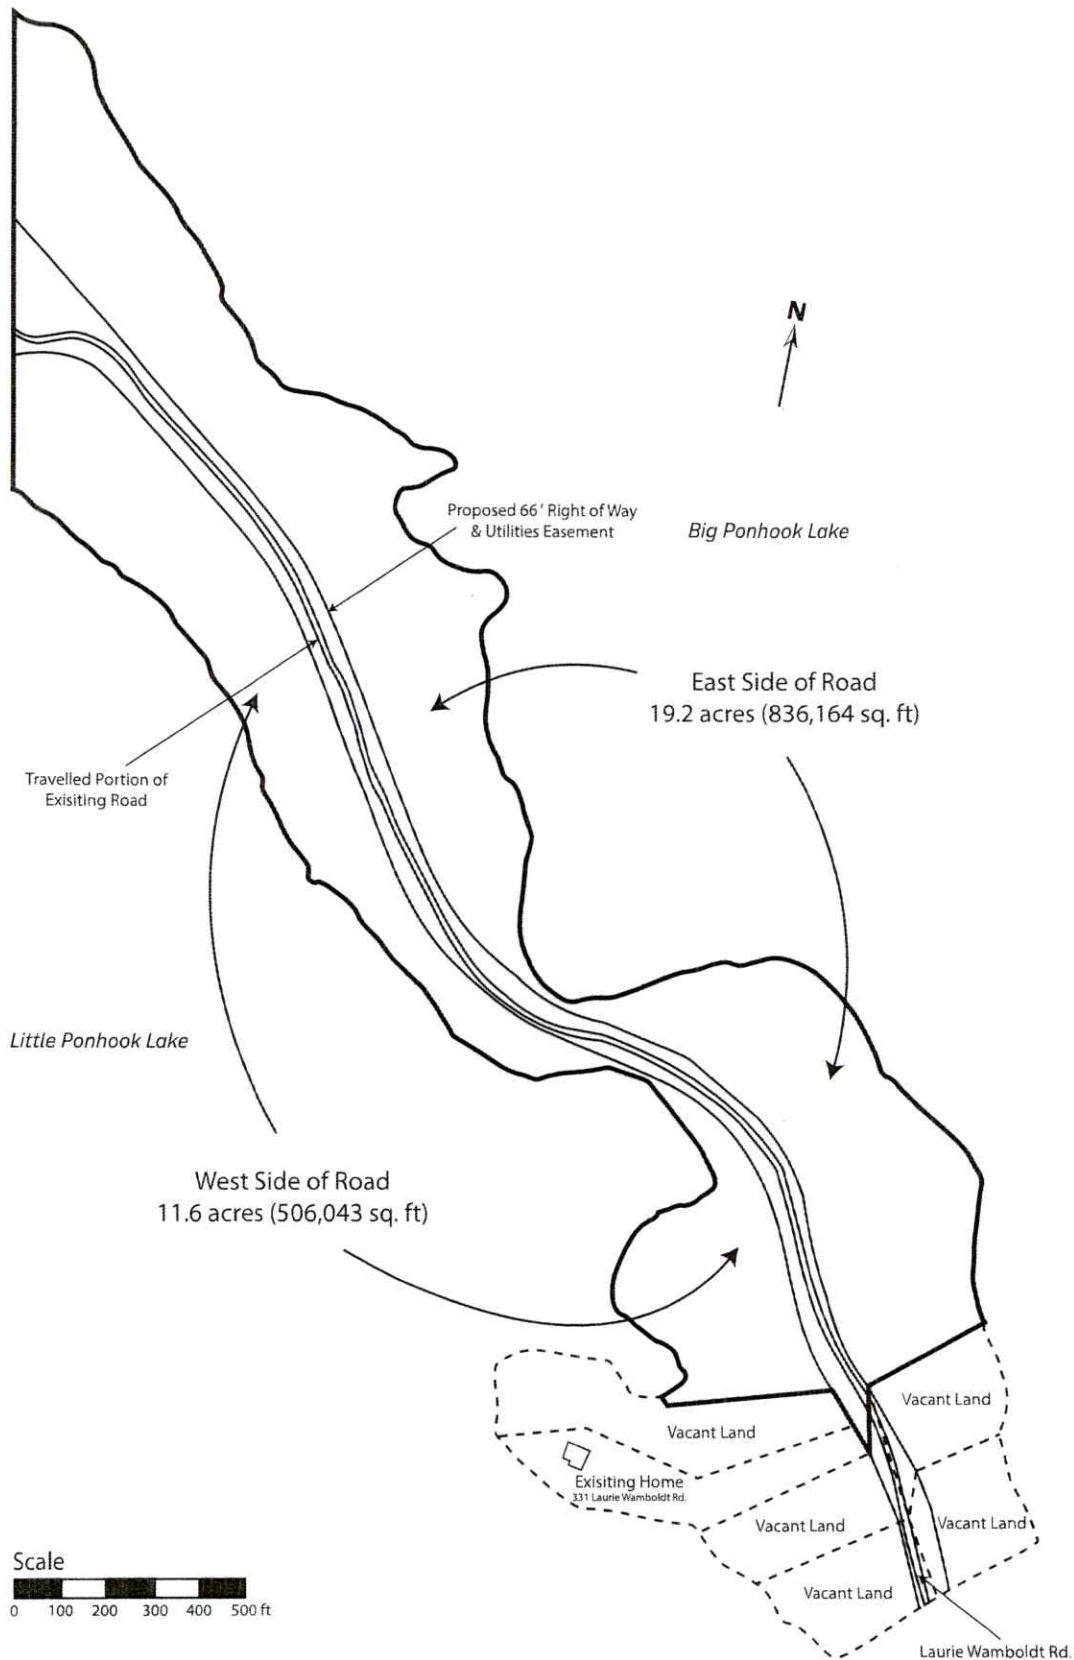 N
Proposed 66' Right of Way
& Utilities Easement
Big Ponhook Lake
East Side of Road
19.2 acres (836,164 sq. ft)
Travelled Portion of
Exisiting Road
Little Ponhook Lake
West Side of Road
11.6 acres (506,043 sq. ft)
Vacant Land
Vacant Land
Exisiting Home
331 Laurie Wamboldt Rd.
Vacant Land
Vacant Land
Vacant Land
Scale
0 100 200 300 400 500 ft
Laurie Wamboldt Rd.